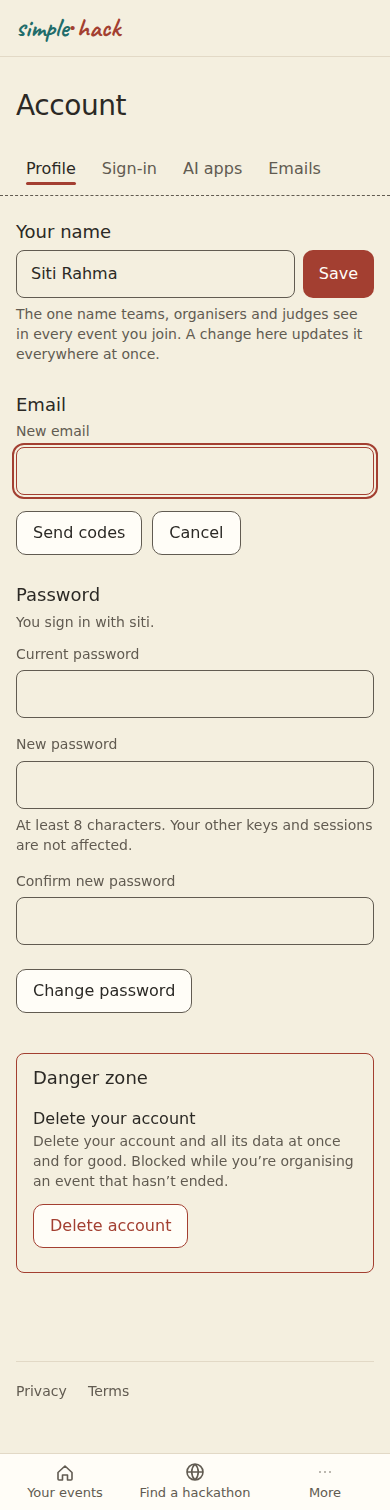 simple·hack
Account
Profile Sign-in AI apps Emails
Your name
Siti Rahma Save
The one name teams, organisers and judges see
in every event you join. A change here updates it
everywhere at once.
Email
New email
Send codes Cancel
Password
You sign in with siti.
Current password
New password
At least 8 characters. Your other keys and sessions
are not affected.
Confirm new password
Change password
Danger zone
Delete your account
Delete your account and all its data at once
and for good. Blocked while you’re organising
an event that hasn’t ended.
Delete account
Privacy Terms
Your events Find a hackathon More